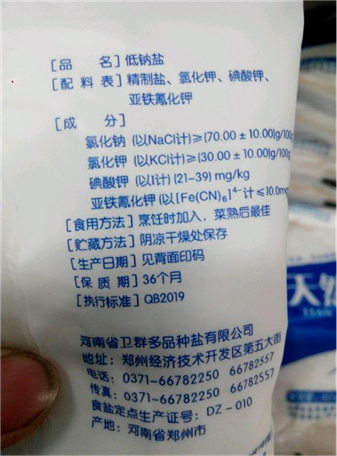 [品 名] 低钠盐
[配 料 表] 精制盐、氯化钾、碘酸钾、
亚铁氰化钾
[成 分]
氯化钠 (以NaCl计)≥(70.00±10.00)g/100g
氯化钾 (以KCl计)≥(30.00±10.00)g/100g
碘酸钾 (以I计) (21-39) mg/kg
亚铁氰化钾 (以[Fe(CN)₆]⁴⁻计≤10.0mg
[食用方法] 烹饪时加入，菜熟后最佳
[贮藏方法] 阴凉干燥处保存
[生产日期] 见背面印码
[保 质 期] 36个月
[执行标准] QB2019
河南省卫群多品种盐有限公司
地址: 郑州经济技术开发区第五大街
电话: 0371-66782250 66782557
传真: 0371-66782250 66782557
食盐定点生产证号: DZ-010
产地: 河南省郑州市
天然
TIAN